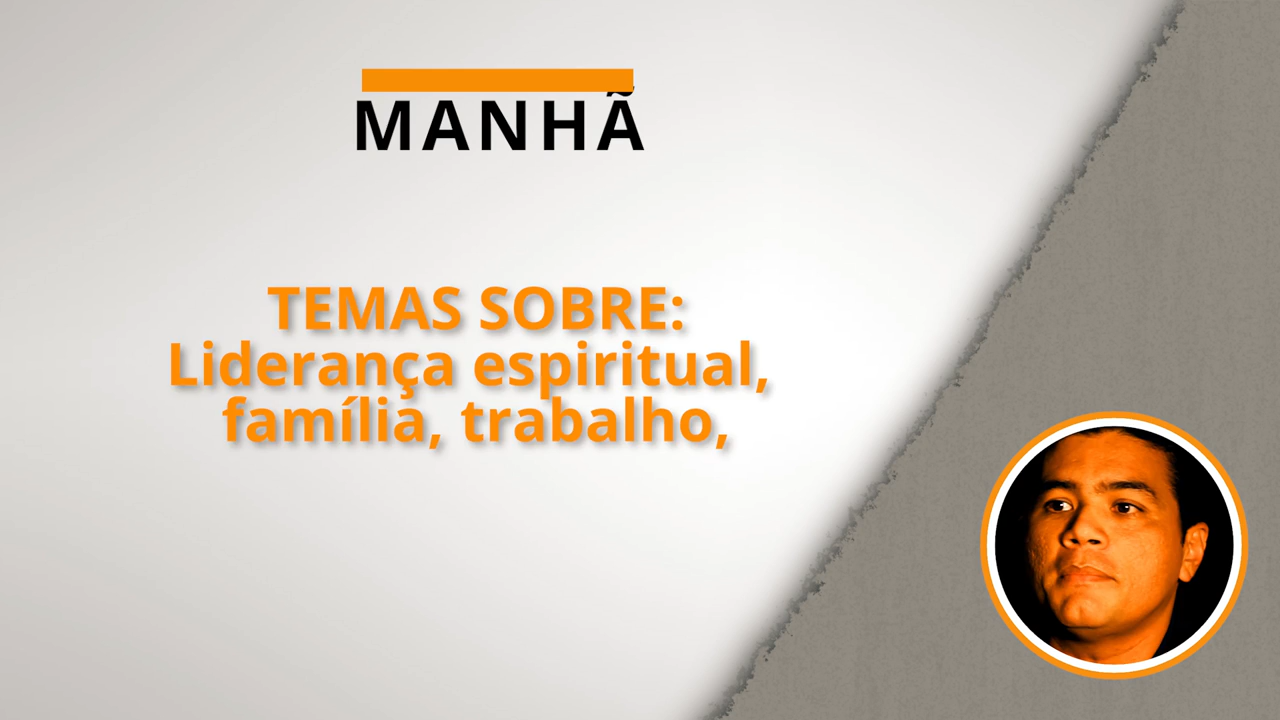 MANHÃ
TEMAS SOBRE:
Liderança espiritual,
família, trabalho,